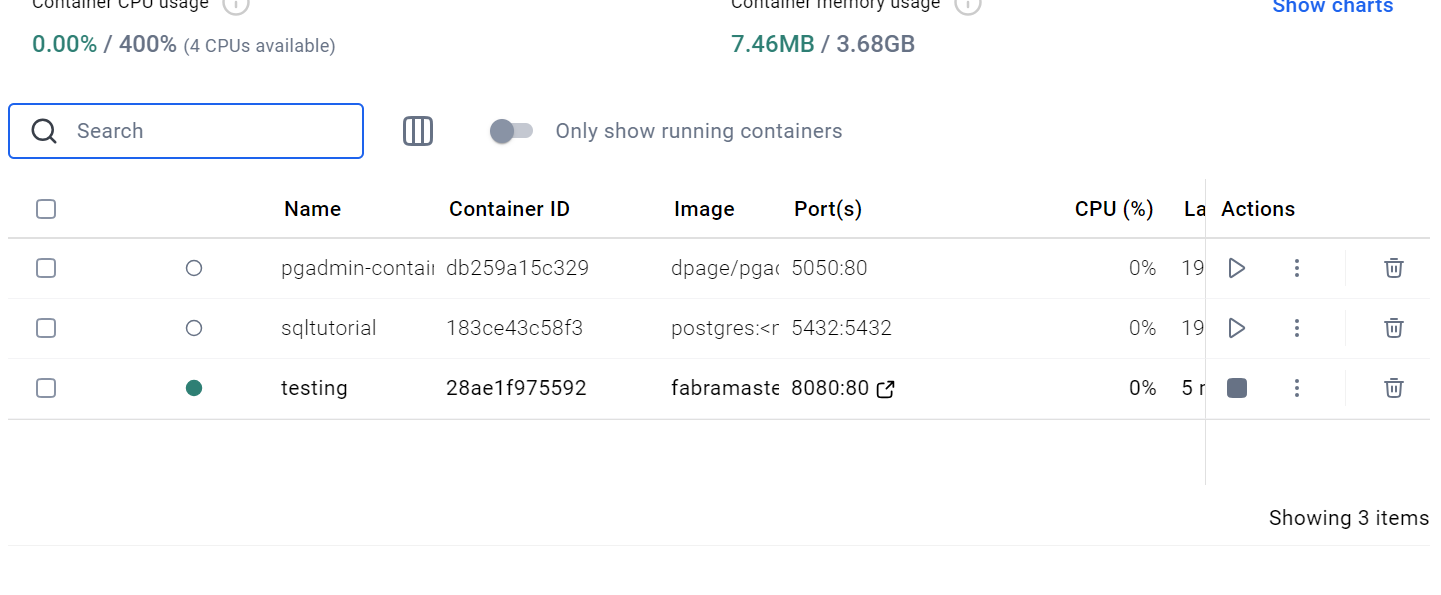 Container CPU usage Container memory usage Show charts
0.00% / 400% (4 CPUs available) 7.46MB / 3.68GB
Search Only show running containers
Name Container ID Image Port(s) CPU (%) La Actions
pgadmin-contai db259a15c329 dpage/pgac 5050:80 0% 19
sqltutorial 183ce43c58f3 postgres:<r 5432:5432 0% 19
testing 28ae1f975592 fabramaste 8080:80 0% 5 r
Showing 3 items